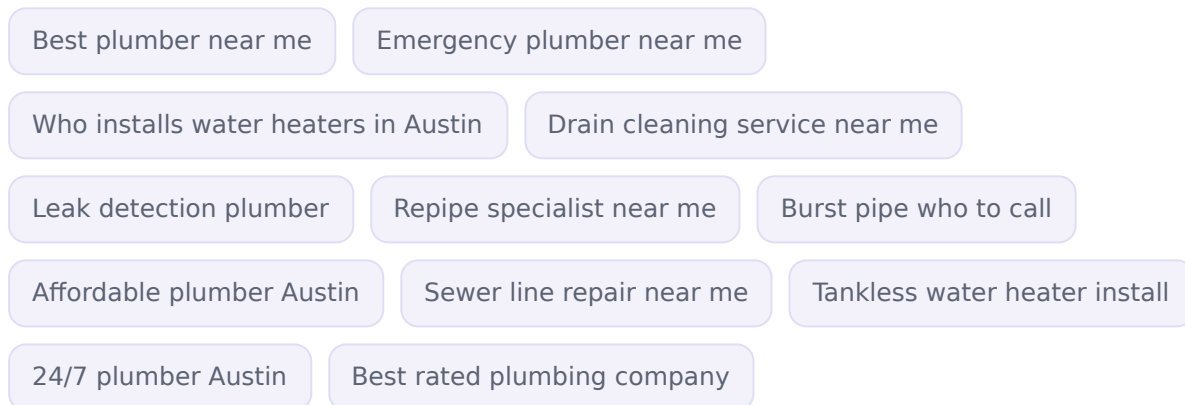 Best plumber near me
Emergency plumber near me
Who installs water heaters in Austin
Drain cleaning service near me
Leak detection plumber
Repipe specialist near me
Burst pipe who to call
Affordable plumber Austin
Sewer line repair near me
Tankless water heater install
24/7 plumber Austin
Best rated plumbing company